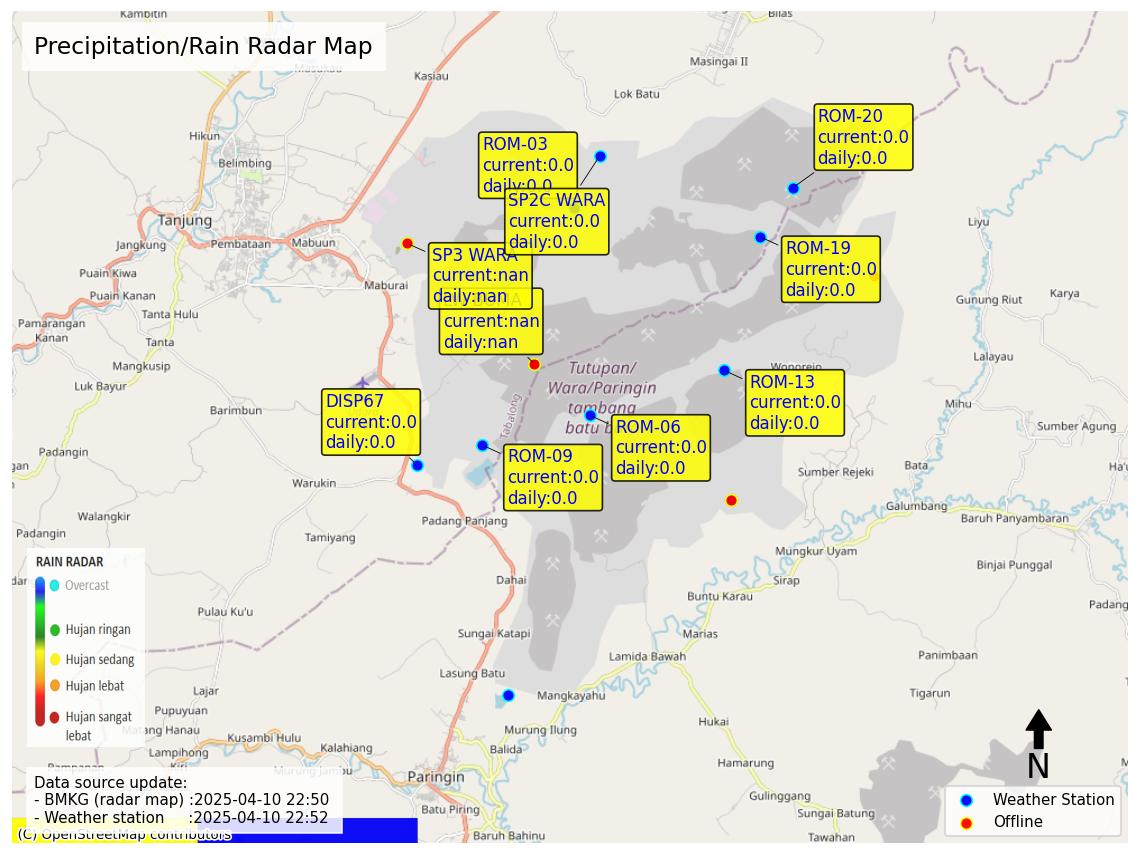 Precipitation/Rain Radar Map
Kambitin
Bilas
Masukau
Kasiau
Masingai II
Lok Batu
Hikun
Belimbing
Tanjung
Jangkung
Pembataan
Mabuun
Puain Kiwa
Maburai
Puain Kanan
Tanta Hulu
Pamarangan
Kanan
Tanta
Mangkusip
Luk Buyur
Barimbun
Padangin
Warukin
Walangkir
Padangin
Tamiyang
Padang Panjang
Dahai
Pulau Ku'u
Sungai Katapi
Lasung Batu
Lajar
Pupuyuan
Matang Hanau
Kusambi Hulu
Lampihong
Kiri
Kalahiang
Pampanan
Murung Jambu
Paringin
Batu Piring
Baruh Bahinu
Balida
Murung Ilung
Mangkayahu
Lamida Bawah
Marias
Buntu Karau
Sirap
Mungkur Uyam
Galumbang
Baruh Panyambaran
Binjai Punggal
Padang
Panimbaan
Tigarun
Hukai
Hamarung
Gulinggang
Sungai Batung
Tawahan
Liyu
Gunung Riut
Karya
Lalayau
Mihu
Sumber Agung
Bata
Sumber Rejeki
Wonorejo
Tabalong
Tutupan/
Wara/Paringin
tambang
batu b
ROM-03
current:0.0
daily:0.0
SP2C WARA
current:0.0
daily:0.0
ROM-20
current:0.0
daily:0.0
SP3 WARA
current:nan
daily:nan
current:nan
daily:nan
ROM-19
current:0.0
daily:0.0
ROM-13
current:0.0
daily:0.0
DISP67
current:0.0
daily:0.0
ROM-06
current:0.0
daily:0.0
ROM-09
current:0.0
daily:0.0
RAIN RADAR
Overcast
Hujan ringan
Hujan sedang
Hujan lebat
Hujan sangat
lebat
Data source update:
- BMKG (radar map) :2025-04-10 22:50
- Weather station :2025-04-10 22:52
(C) OpenStreetMap contributors
N
Weather Station
Offline